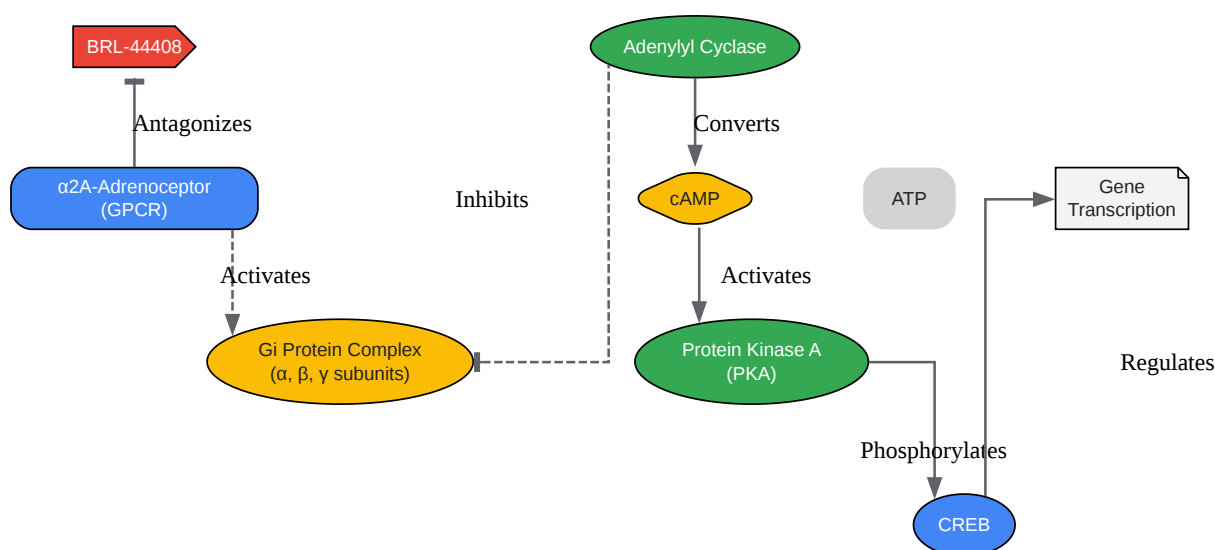 BRL-44408
Adenylyl Cyclase
Antagonizes
Converts
α2A-Adrenoceptor
(GPCR)
Inhibits
cAMP
ATP
Gene
Transcription
Activates
Activates
Gi Protein Complex
(α, β, γ subunits)
Protein Kinase A
(PKA)
Regulates
Phosphorylates
CREB